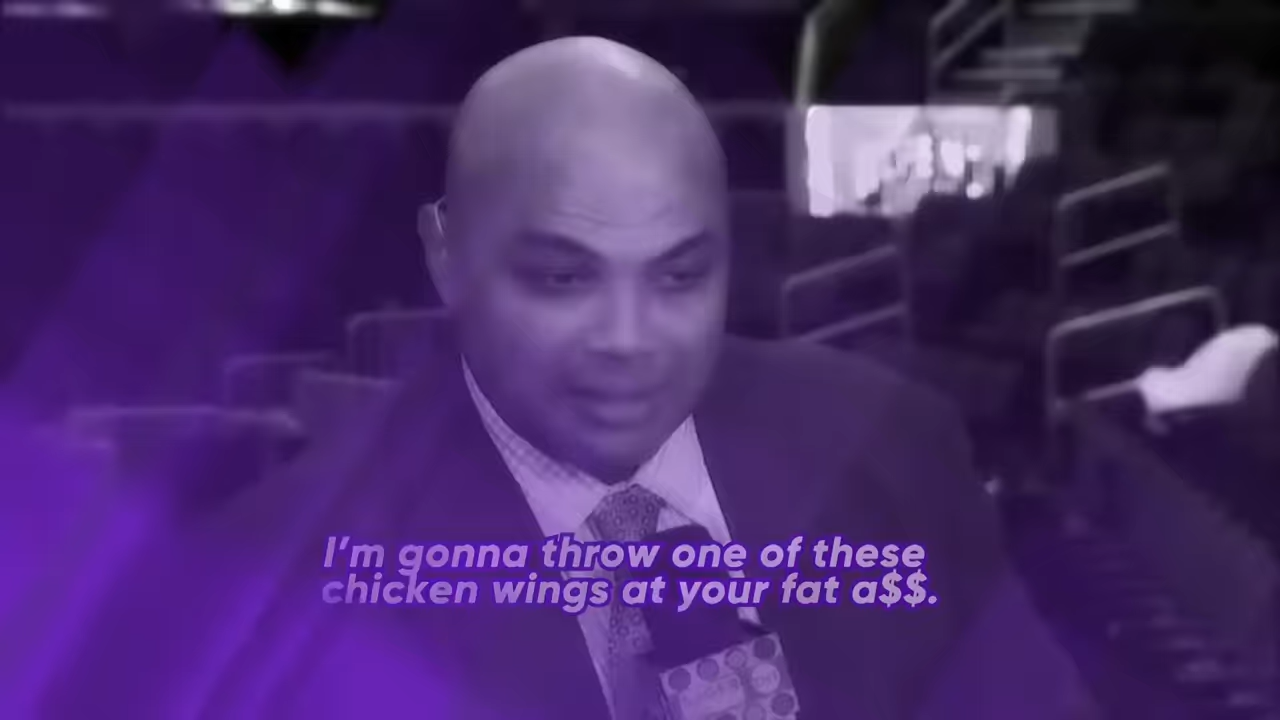 I'm gonna throw one of these
chicken wings at your fat a$$.